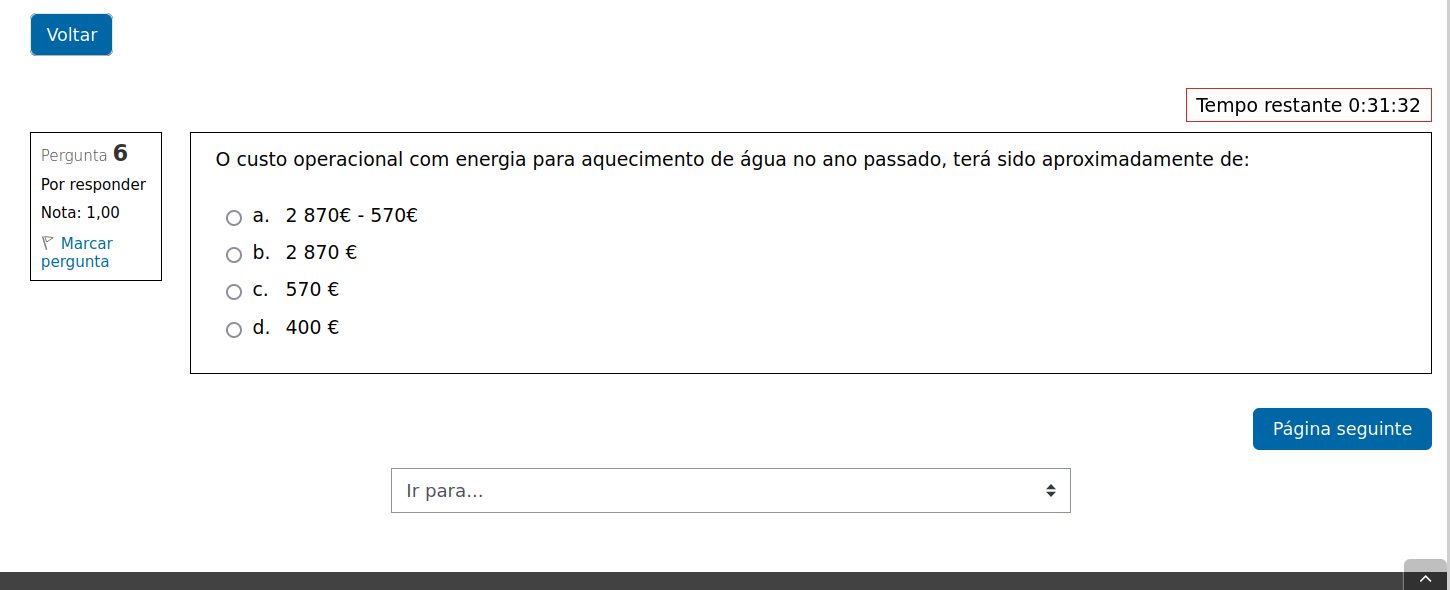 Voltar
Tempo restante 0:31:32
Pergunta 6
Por responder
Nota: 1,00
Marcar
pergunta
O custo operacional com energia para aquecimento de água no ano passado, terá sido aproximadamente de:
a. 2 870€ - 570€
b. 2 870 €
c. 570 €
d. 400 €
Página seguinte
Ir para...